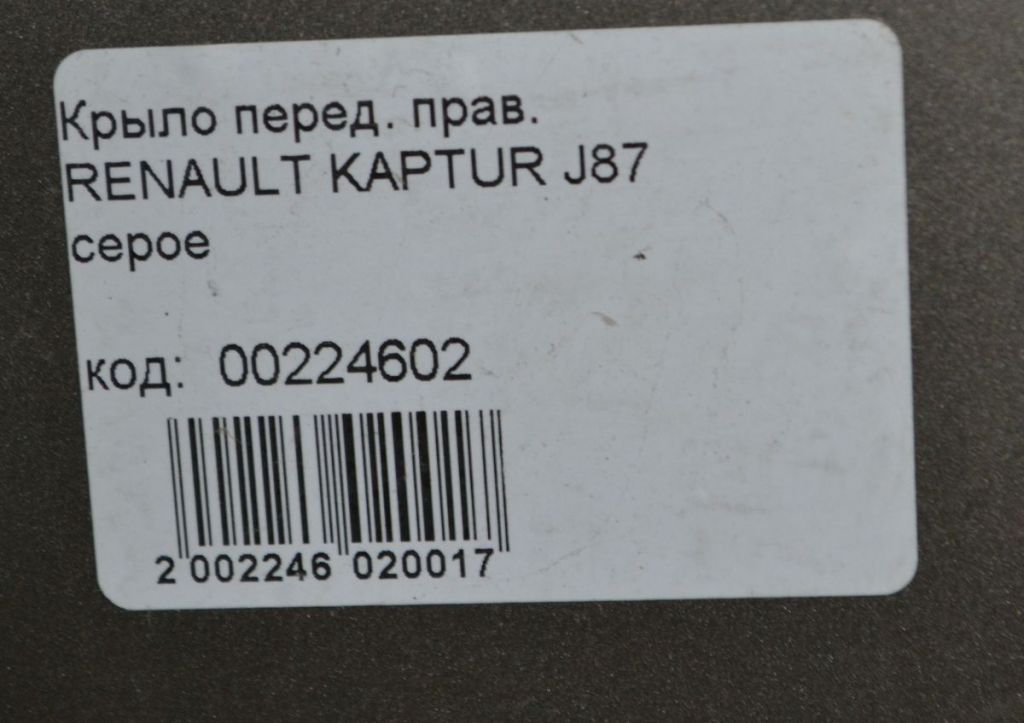 Крыло перед. прав.
RENAULT KAPTUR J87
серое
код: 00224602
2 002246 020017